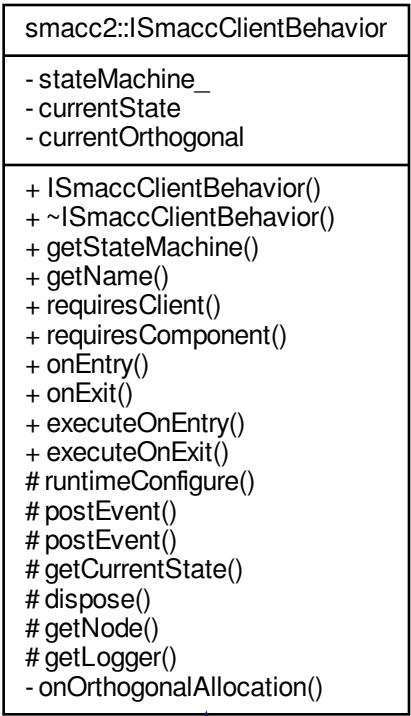 smacc2::ISmaccClientBehavior
- stateMachine_
- currentState
- currentOrthogonal
+ ISmaccClientBehavior()
+ ~ISmaccClientBehavior()
+ getStateMachine()
+ getName()
+ requiresClient()
+ requiresComponent()
+ onEntry()
+ onExit()
+ executeOnEntry()
+ executeOnExit()
# runtimeConfigure()
# postEvent()
# postEvent()
# getCurrentState()
# dispose()
# getNode()
# getLogger()
- onOrthogonalAllocation()